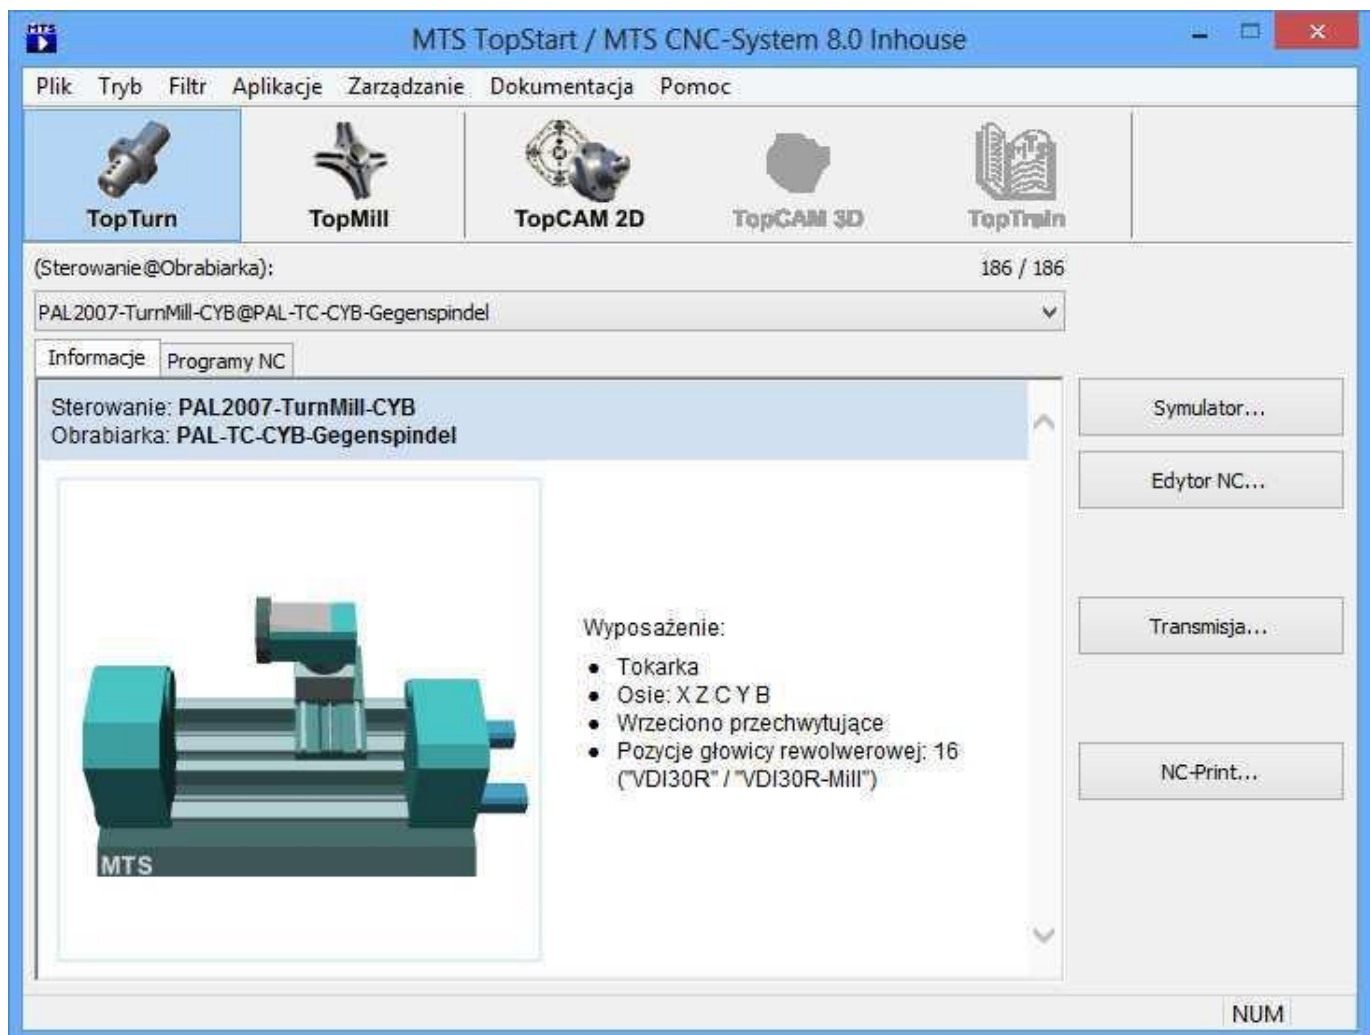 MTS
MTS TopStart / MTS CNC-System 8.0 Inhouse
Plik Tryb Filtr Aplikacje Zarządzanie Dokumentacja Pomoc
TopTurn TopMill TopCAM 2D TopCAM 3D TopTrain
(Sterowanie@Obrabiarka): 186 / 186
PAL2007-TurnMill-CYB@PAL-TC-CYB-Gegenspindel
Informacje Programy NC
Sterowanie: PAL2007-TurnMill-CYB
Obrabiarka: PAL-TC-CYB-Gegenspindel
Symulator...
Edytor NC...
Wyposażenie:
• Tokarka
• Osie: X Z C Y B
• Wrzeciono przechwytujące
• Pozycje głowicy rewolwerowej: 16
("VDI30R" / "VDI30R-Mill")
Transmisja...
NC-Print...
MTS
NUM